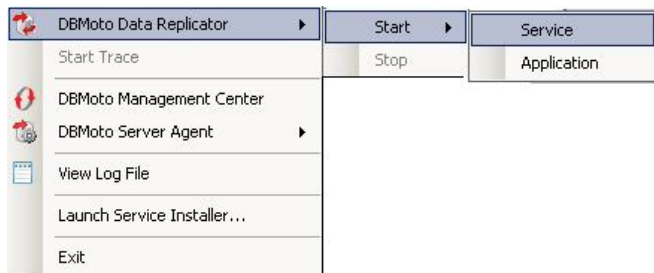 DBMoto Data Replicator
Start
Service
Start Trace
Stop
Application
DBMoto Management Center
DBMoto Server Agent
View Log File
Launch Service Installer...
Exit